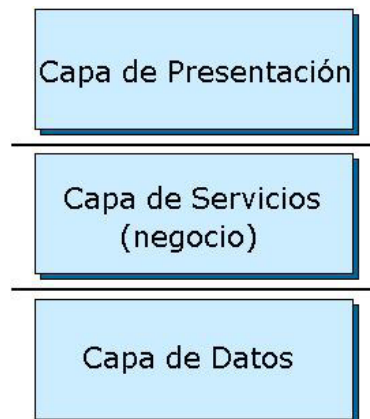 Capa de Presentación
Capa de Servicios
(negocio)
Capa de Datos